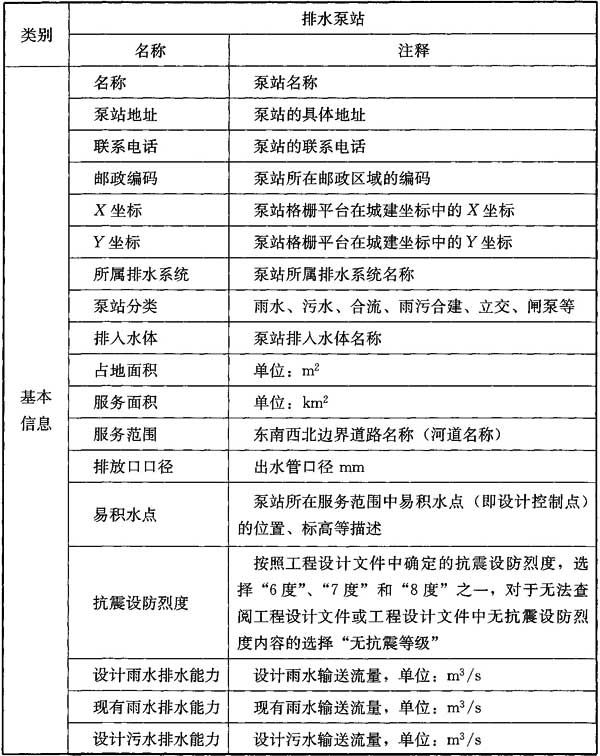 类别
排水泵站
名称 注释
基本
信息
名称 泵站名称
泵站地址 泵站的具体地址
联系电话 泵站的联系电话
邮政编码 泵站所在邮政区域的编码
X 坐标 泵站格栅平台在城建坐标中的 X 坐标
Y 坐标 泵站格栅平台在城建坐标中的 Y 坐标
所属排水系统 泵站所属排水系统名称
泵站分类 雨水、污水、合流、雨污合建、立交、闸泵等
排入水体 泵站排入水体名称
占地面积 单位：m²
服务面积 单位：km²
服务范围 东南西北边界道路名称（河道名称）
排放口口径 出水管口径 mm
易积水点
泵站所在服务范围中易积水点（即设计控制点）
的位置、标高等描述
抗震设防烈度
按照工程设计文件中确定的抗震设防烈度，选
择“6 度”、“7 度”和“8 度”之一，对于无法查
阅工程设计文件或工程设计文件中无抗震设防烈
度内容的选择“无抗震等级”
设计雨水排水能力 设计雨水输送流量，单位：m³/s
现有雨水排水能力 现有雨水输送流量，单位：m³/s
设计污水排水能力 设计污水输送流量，单位：m³/s